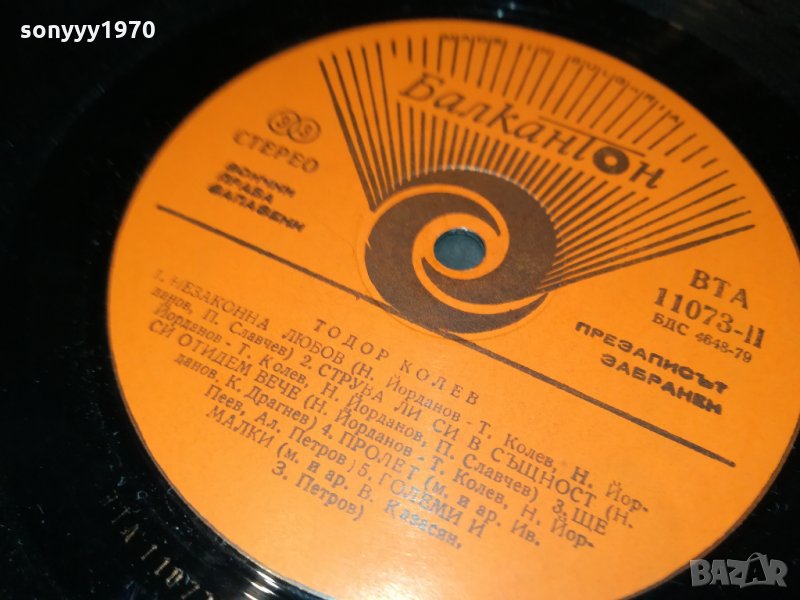 sonyyy1970
Балкантон
СТЕРЕО
ВСИЧКИ
ПРАВА
ЗАПАЗЕНИ
ВТА
11073-II
БДС 4648-79
ПРЕЗАПИСЪТ
ЗАБРАНЕН
ТОДОР КОЛЕВ
1. НЕЗАКОННА ЛЮБОВ (Н. Йорданов - Т. Колев, Н. Йор-
данов, П. Славчев) 2. СТРУВА ЛИ СИ В СЪЩНОСТ (Н.
Йорданов - Т. Колев, Н. Йорданов, П. Славчев) 3. ЩЕ
СИ ОТИДЕМ ВЕЧЕ (Н. Йорданов - Т. Колев, Н. Йор-
данов, К. Драгнев) 4. ПРОЛЕТ (м. и ар. Ив.
Пеев, Ал. Петров) 5. ГОЛЕМИ И
МАЛКИ (м. и ар. В. Казасян,
З. Петров)
BAZAR